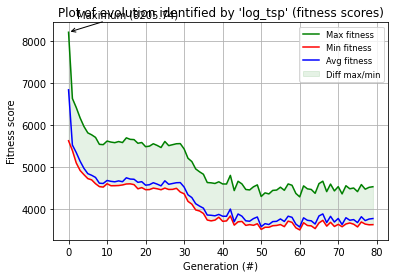 Plot of evolution identified by 'log_tsp' (fitness scores)
Maximum (8205.74)
Max fitness
Min fitness
Avg fitness
Diff max/min
Fitness score
8000
7000
6000
5000
4000
0 10 20 30 40 50 60 70 80
Generation (#)